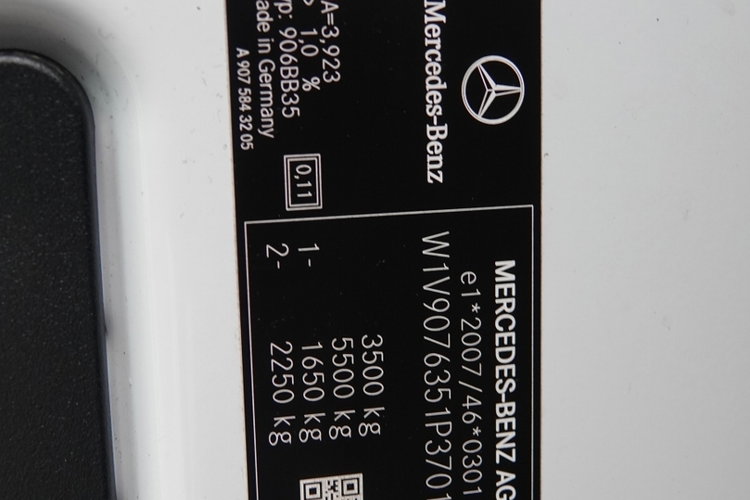 Mercedes-Benz
A=3,923
1,0 %
906BB35
ade in Germany
A 907 584 32 05
0,11
MERCEDES-BENZ AG
e1*2007/46*0301
W1V9076351P3701
3500 kg
5500 kg
1- 1650 kg
2- 2250 kg